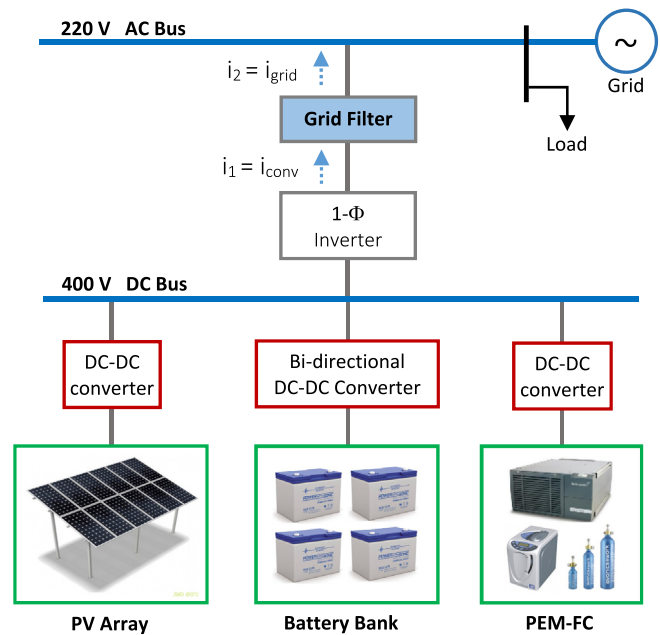 220 V AC Bus
~
Grid
i2 = igrid
Grid Filter
Load
i1 = iconv
1-Φ
Inverter
400 V DC Bus
DC-DC
converter
Bi-directional
DC-DC Converter
DC-DC
converter
PV Array
Battery Bank
PEM-FC